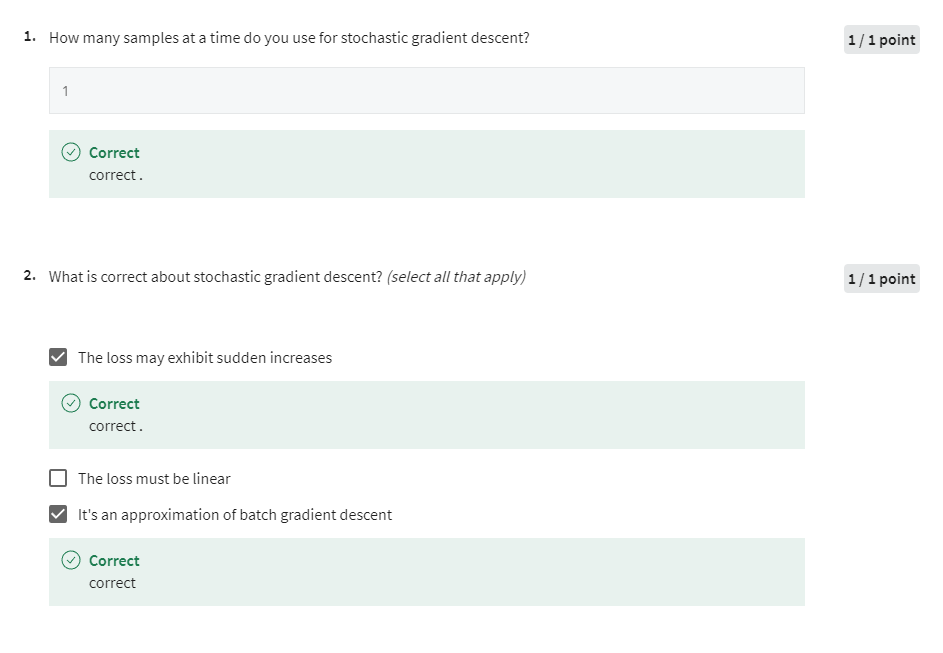 1. How many samples at a time do you use for stochastic gradient descent?
1 / 1 point
1
Correct
correct .
2. What is correct about stochastic gradient descent? (select all that apply)
1 / 1 point
The loss may exhibit sudden increases
Correct
correct .
The loss must be linear
It's an approximation of batch gradient descent
Correct
correct